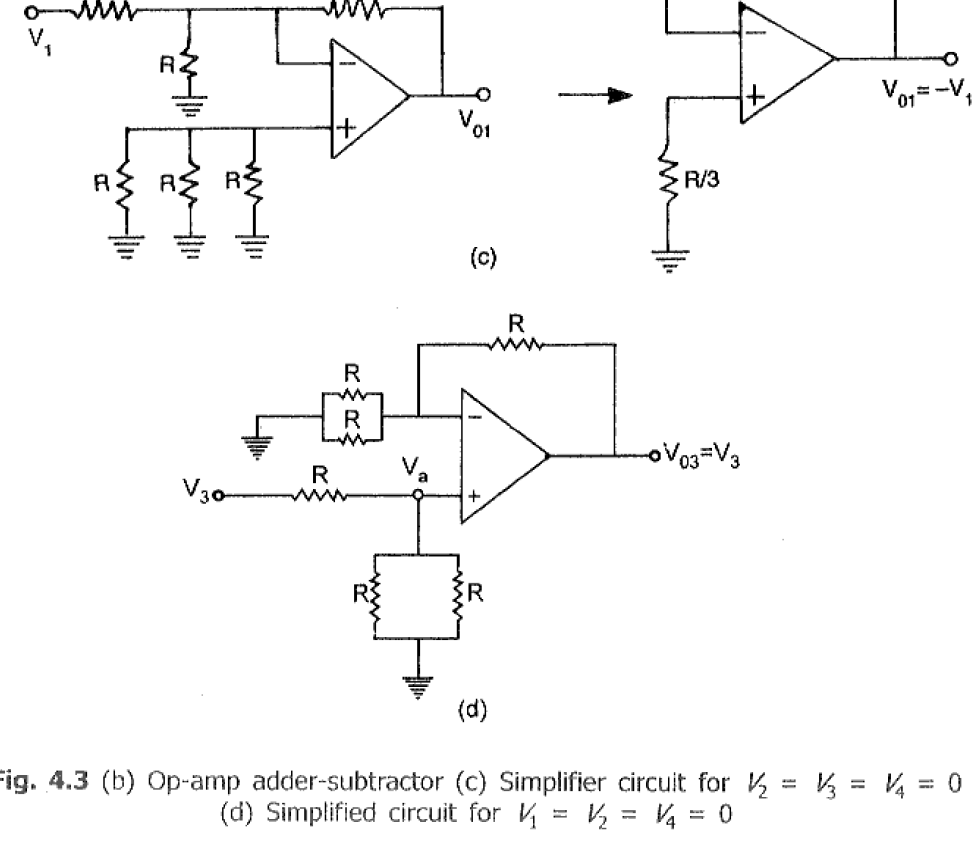 V1
R
V01
+
R
R
R
(c)
V01 = –V1
+
R/3
R
R
R
V3
R
Va
+
V03=V3
R
R
(d)
ig. 4.3 (b) Op-amp adder-subtractor (c) Simplifier circuit for V2 = V3 = V4 = 0
(d) Simplified circuit for V1 = V2 = V4 = 0